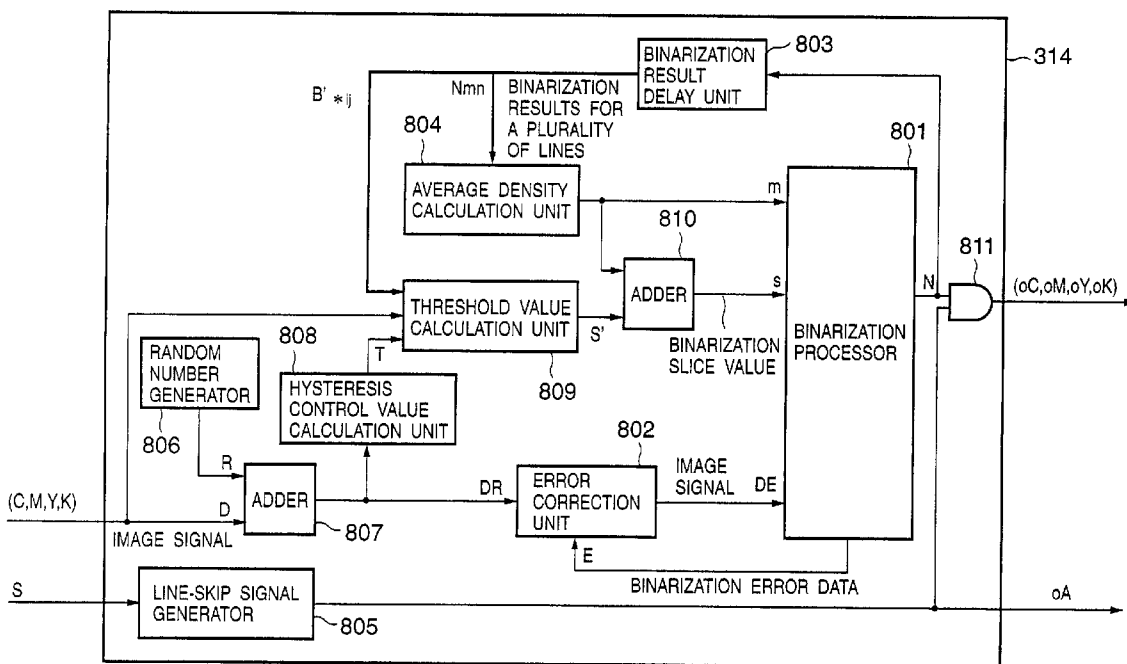 803
BINARIZATION
RESULT
DELAY UNIT
314
B' * ij
Nmn
BINARIZATION
RESULTS FOR
A PLURALITY
OF LINES
804
801
AVERAGE DENSITY
CALCULATION UNIT
m
810
811
ADDER
s
N
(oC,oM,oY,oK)
THRESHOLD VALUE
CALCULATION UNIT
S'
BINARIZATION
PROCESSOR
BINARIZATION
SLICE VALUE
808
T
809
RANDOM
NUMBER
GENERATOR
806
HYSTERESIS
CONTROL VALUE
CALCULATION UNIT
802
R
(C,M,Y,K)
D
ADDER
807
DR
ERROR
CORRECTION
UNIT
IMAGE
SIGNAL
DE
IMAGE SIGNAL
E
BINARIZATION ERROR DATA
S
LINE-SKIP SIGNAL
GENERATOR
805
oA